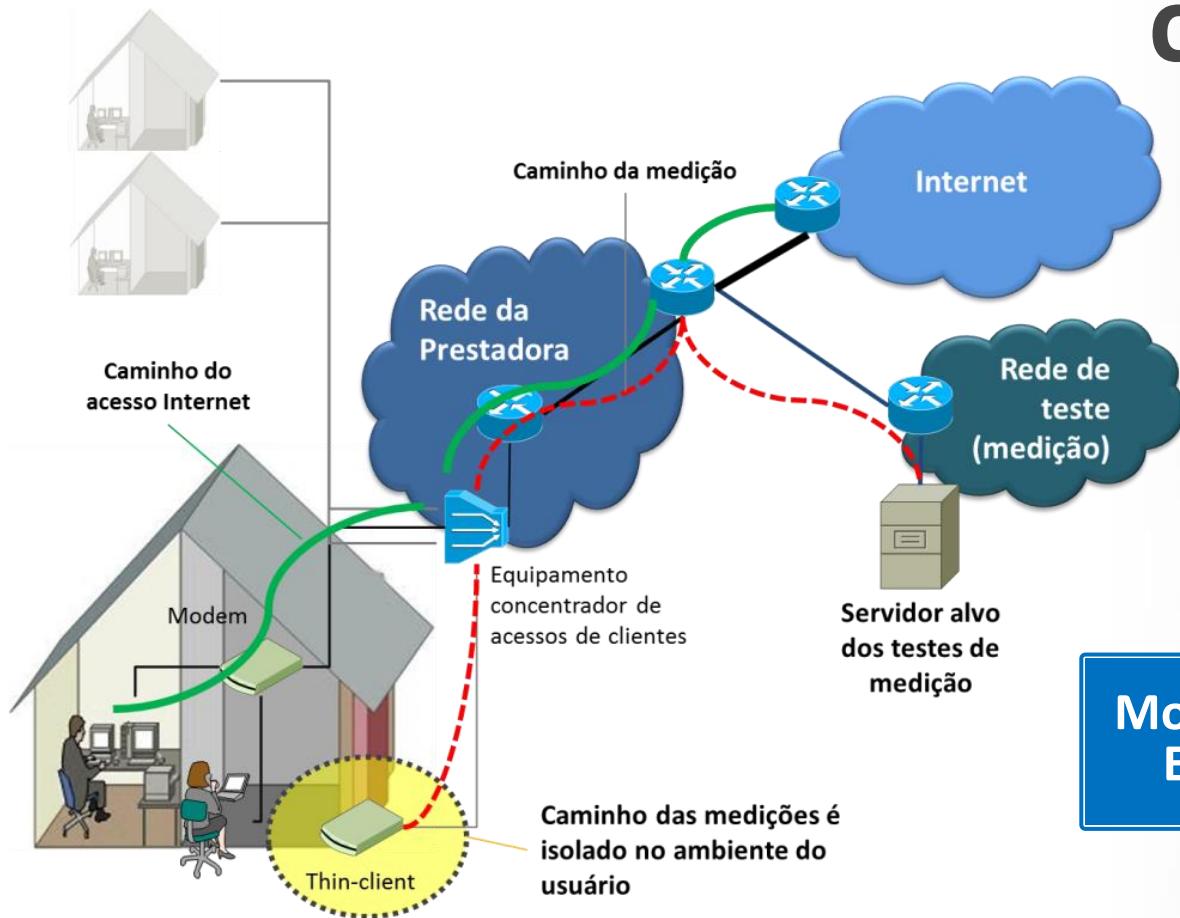 Caminho da medição
Internet
Rede da
Prestadora
Caminho do
acesso Internet
Rede de
teste
(medição)
Modem
Equipamento
concentrador de
acessos de clientes
Servidor alvo
dos testes de
medição
Caminho das medições é
isolado no ambiente do
usuário
Thin-client